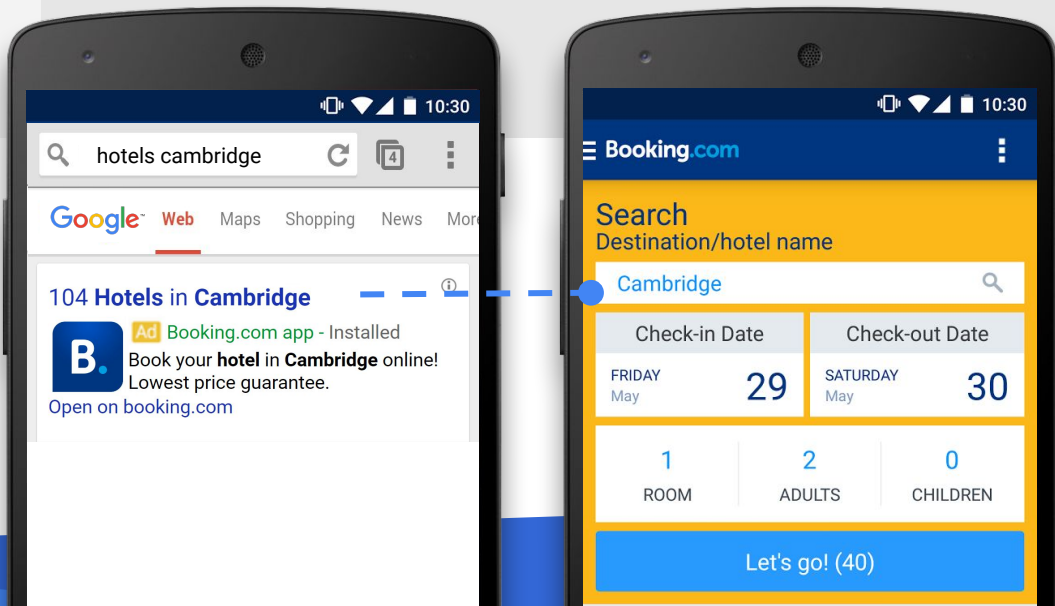 10:30
hotels cambridge
4
Google Web Maps Shopping News More
104 Hotels in Cambridge
B.
Ad Booking.com app - Installed
Book your hotel in Cambridge online!
Lowest price guarantee.
Open on booking.com
10:30
Booking.com
Search
Destination/hotel name
Cambridge
Check-in Date
Check-out Date
FRIDAY
May
29
SATURDAY
May
30
1
2
0
ROOM
ADULTS
CHILDREN
Let's go! (40)